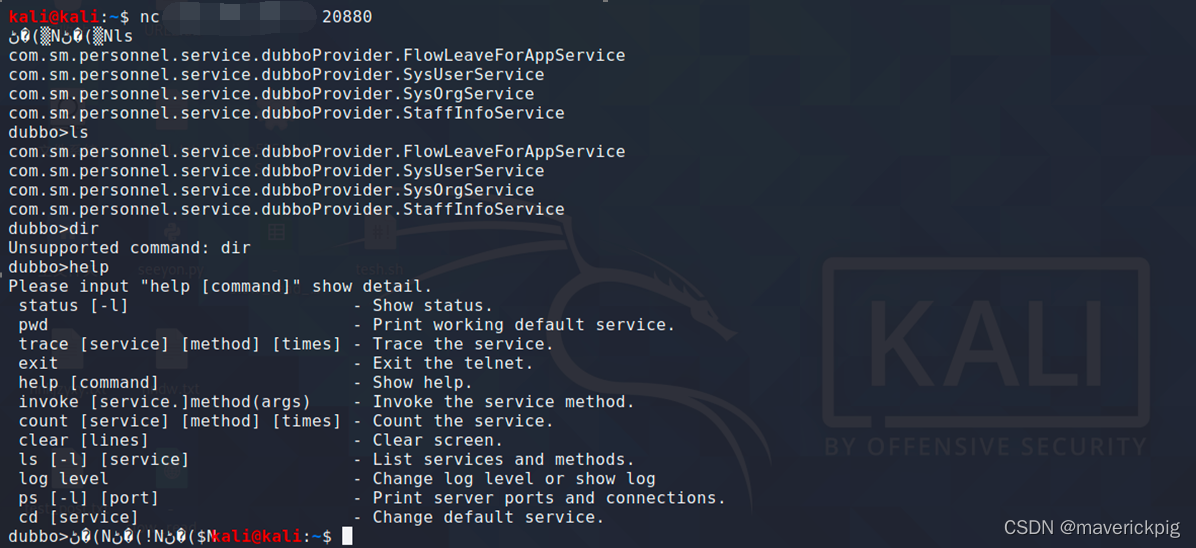 kali@kali:~$ nc 20880
ڻ�(▒Nڻ�(▒Nls
com.sm.personnel.service.dubboProvider.FlowLeaveForAppService
com.sm.personnel.service.dubboProvider.SysUserService
com.sm.personnel.service.dubboProvider.SysOrgService
com.sm.personnel.service.dubboProvider.StaffInfoService
dubbo>ls
com.sm.personnel.service.dubboProvider.FlowLeaveForAppService
com.sm.personnel.service.dubboProvider.SysUserService
com.sm.personnel.service.dubboProvider.SysOrgService
com.sm.personnel.service.dubboProvider.StaffInfoService
dubbo>dir
Unsupported command: dir
dubbo>help
Please input "help [command]" show detail.
status [-l] - Show status.
pwd - Print working default service.
trace [service] [method] [times] - Trace the service.
exit - Exit the telnet.
help [command] - Show help.
invoke [service.]method(args) - Invoke the service method.
count [service] [method] [times] - Count the service.
clear [lines] - Clear screen.
ls [-l] [service] - List services and methods.
log level - Change log level or show log
ps [-l] [port] - Print server ports and connections.
cd [service] - Change default service.
dubbo>ڻ�(Nڻ�(!Nڻ�($Nkali@kali:~$
KALI
BY OFFENSIVE SECURITY
CSDN @maverickpig